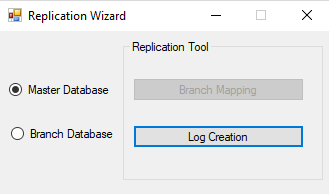 Replication Wizard
Replication Tool
Master Database
Branch Mapping
Branch Database
Log Creation